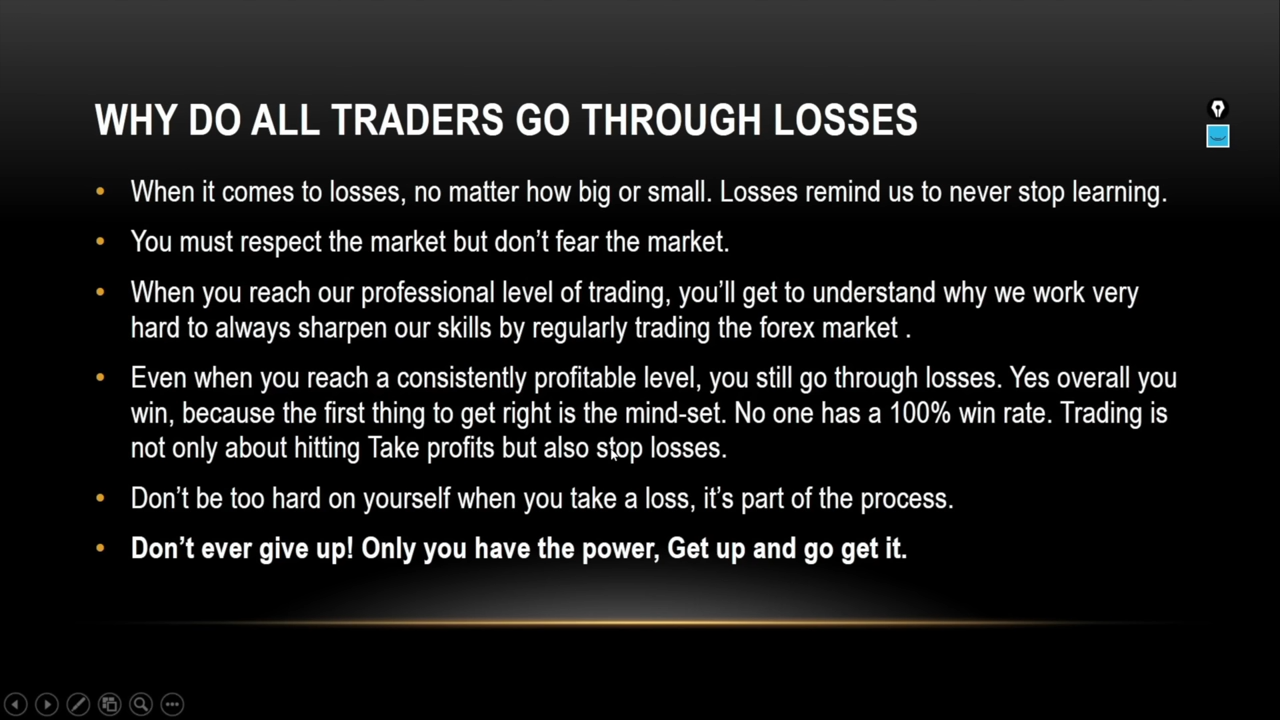 WHY DO ALL TRADERS GO THROUGH LOSSES
• When it comes to losses, no matter how big or small. Losses remind us to never stop learning.
• You must respect the market but don’t fear the market.
• When you reach our professional level of trading, you’ll get to understand why we work very
hard to always sharpen our skills by regularly trading the forex market .
• Even when you reach a consistently profitable level, you still go through losses. Yes overall you
win, because the first thing to get right is the mind-set. No one has a 100% win rate. Trading is
not only about hitting Take profits but also stop losses.
• Don’t be too hard on yourself when you take a loss, it’s part of the process.
• Don’t ever give up! Only you have the power, Get up and go get it.